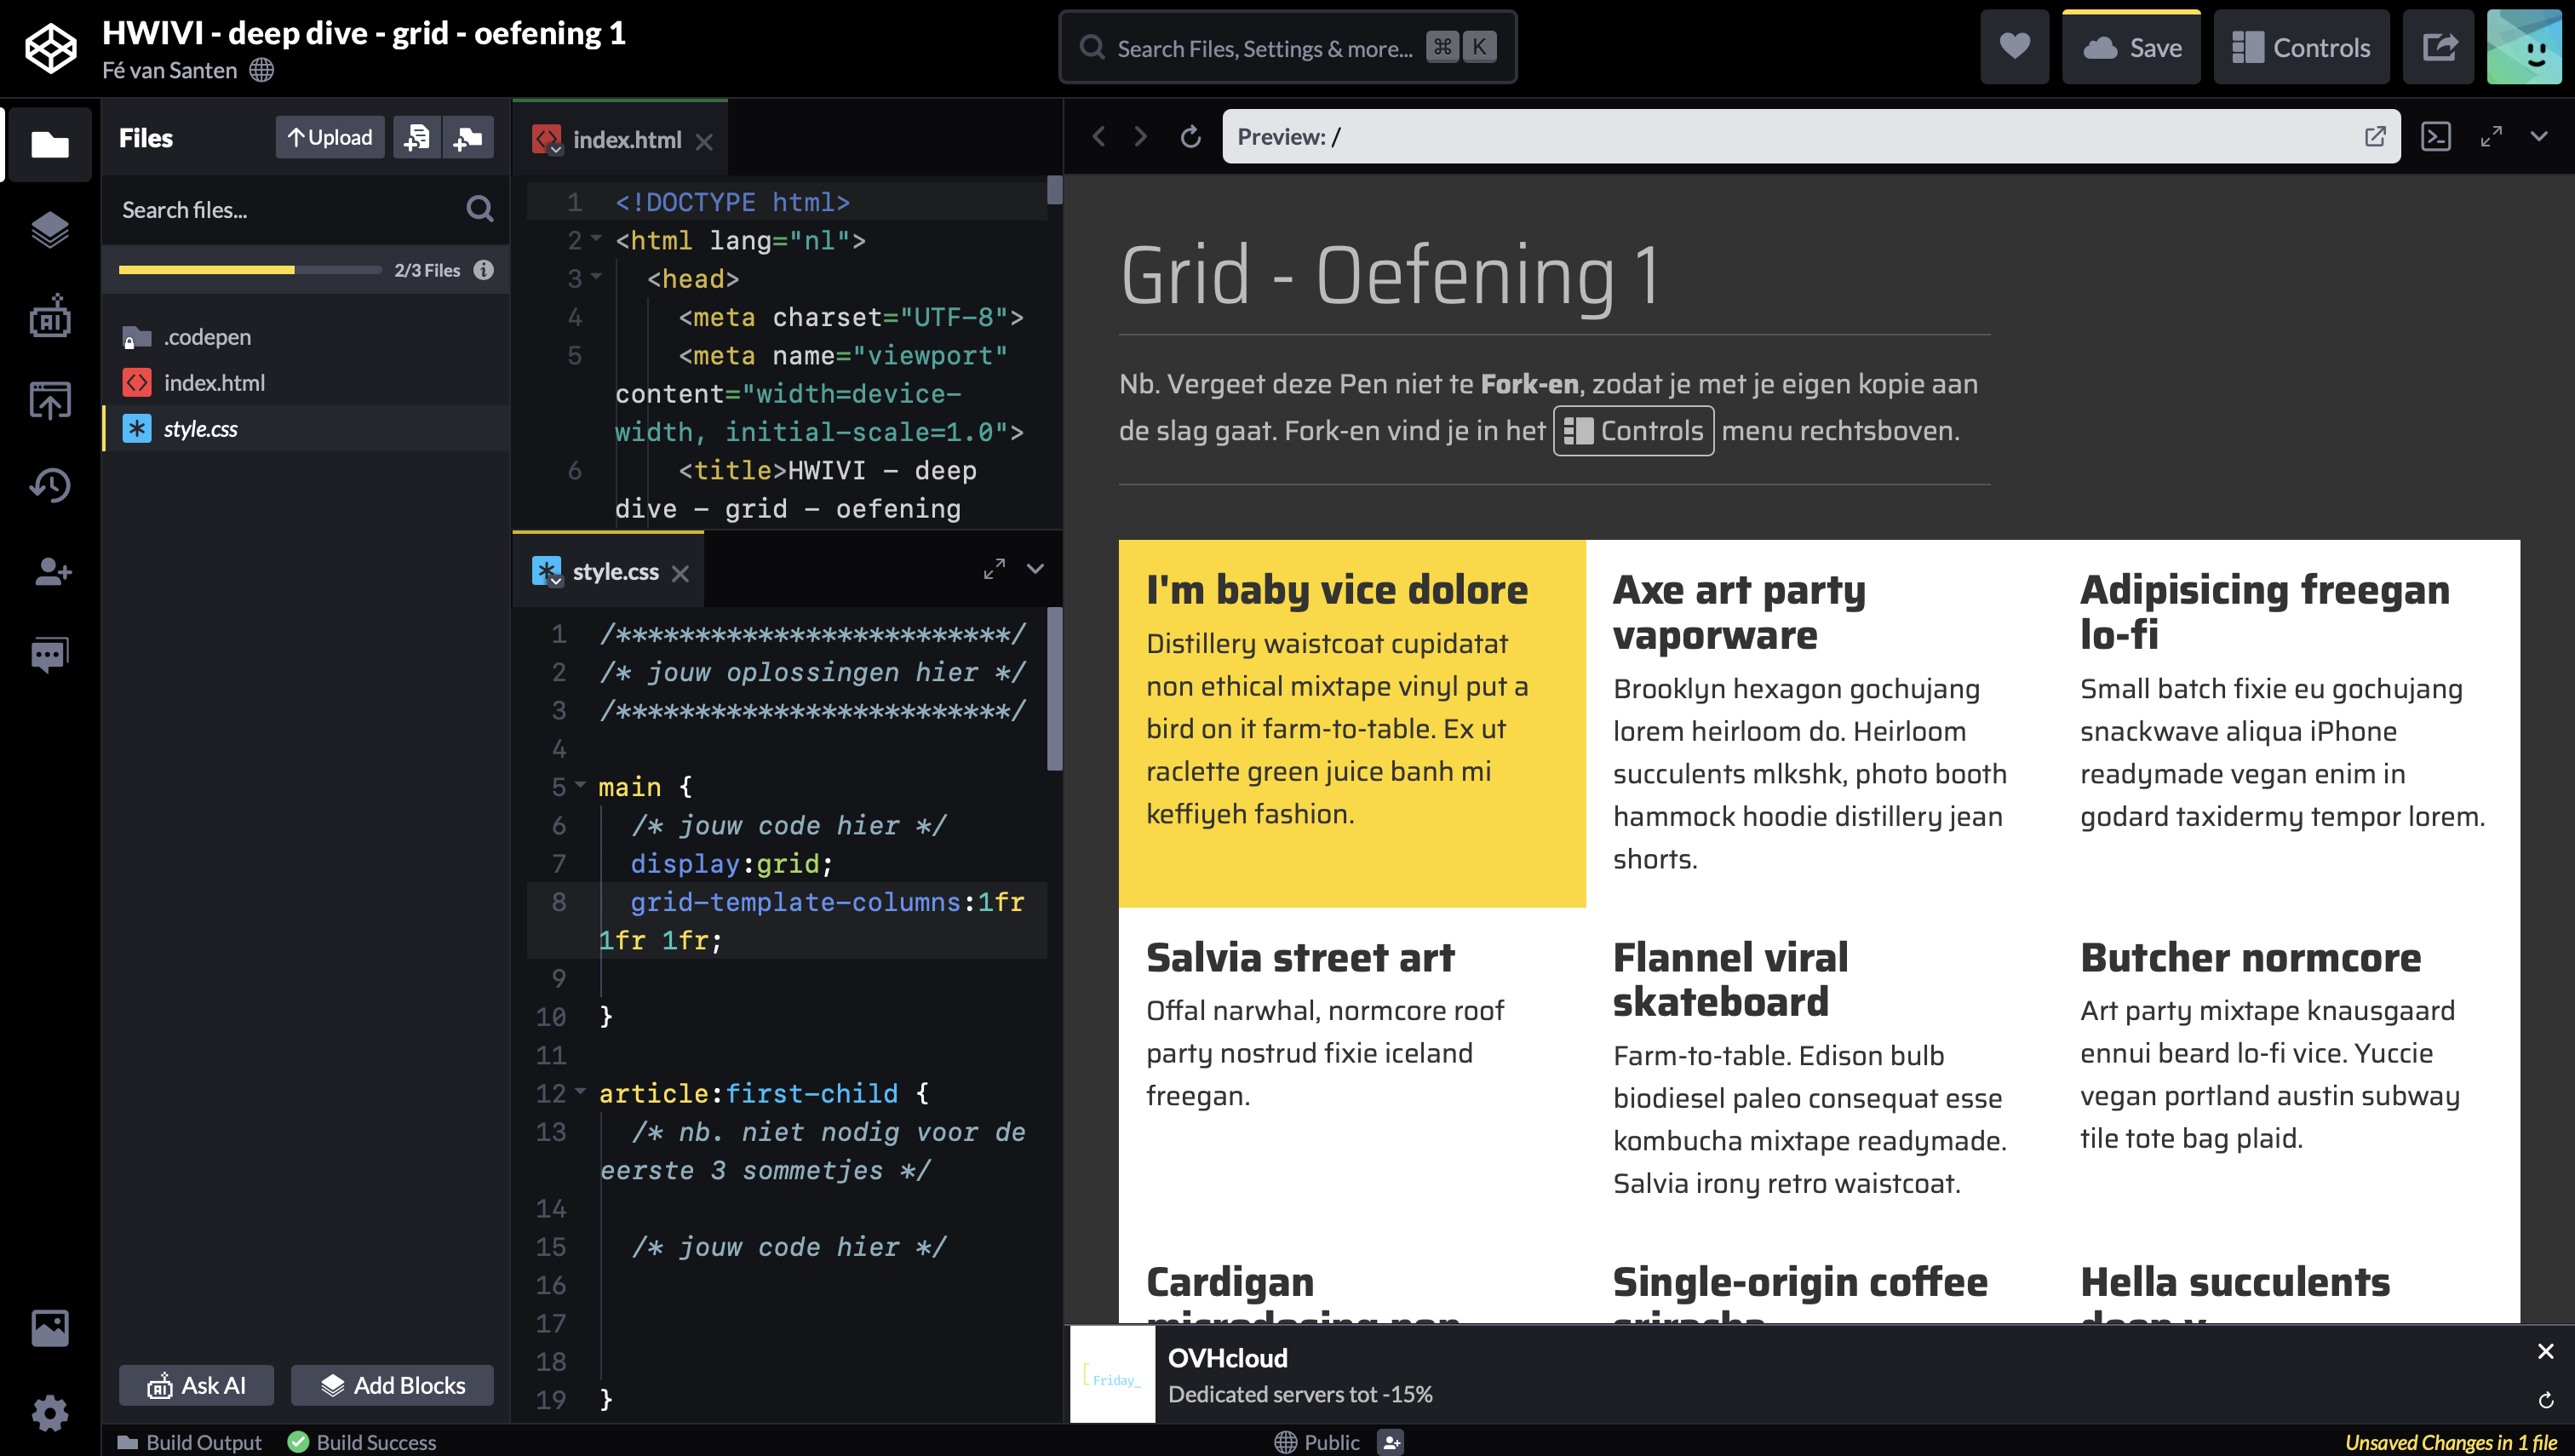 HWIVI - deep dive - grid - oefening 1
Fé van Santen
Search Files, Settings & more... ⌘ K
Save
Controls
Files
Upload
Search files...
2/3 Files
.codepen
index.html
style.css
Ask AI
Add Blocks
index.html
1 <!DOCTYPE html>
2 <html lang="nl">
3 <head>
4 <meta charset="UTF-8">
5 <meta name="viewport"
content="width=device-
width, initial-scale=1.0">
6 <title>HWIVI - deep
dive - grid - oefening
style.css
1 /*************************/
2 /* jouw oplossingen hier */
3 /*************************/
4
5 main {
6 /* jouw code hier */
7 display:grid;
8 grid-template-columns:1fr
1fr 1fr;
9
10 }
11
12 article:first-child {
13 /* nb. niet nodig voor de
eerste 3 sommetjes */
14
15 /* jouw code hier */
16
17
18
19 }
Preview: /
Grid - Oefening 1
Nb. Vergeet deze Pen niet te Fork-en, zodat je met je eigen kopie aan
de slag gaat. Fork-en vind je in het Controls menu rechtsboven.
I'm baby vice dolore
Distillery waistcoat cupidatat
non ethical mixtape vinyl put a
bird on it farm-to-table. Ex ut
raclette green juice banh mi
keffiyeh fashion.
Axe art party
vaporware
Brooklyn hexagon gochujang
lorem heirloom do. Heirloom
succulents mlkshk, photo booth
hammock hoodie distillery jean
shorts.
Adipisicing freegan
lo-fi
Small batch fixie eu gochujang
snackwave aliqua iPhone
readymade vegan enim in
godard taxidermy tempor lorem.
Salvia street art
Offal narwhal, normcore roof
party nostrud fixie iceland
freegan.
Flannel viral
skateboard
Farm-to-table. Edison bulb
biodiesel paleo consequat esse
kombucha mixtape readymade.
Salvia irony retro waistcoat.
Butcher normcore
Art party mixtape knausgaard
ennui beard lo-fi vice. Yuccie
vegan portland austin subway
tile tote bag plaid.
Cardigan
microdosing non
Single-origin coffee
sriracha
Hella succulents
deep v
Friday_
OVHcloud
Dedicated servers tot -15%
Build Output
Build Success
Public
Unsaved Changes in 1 file